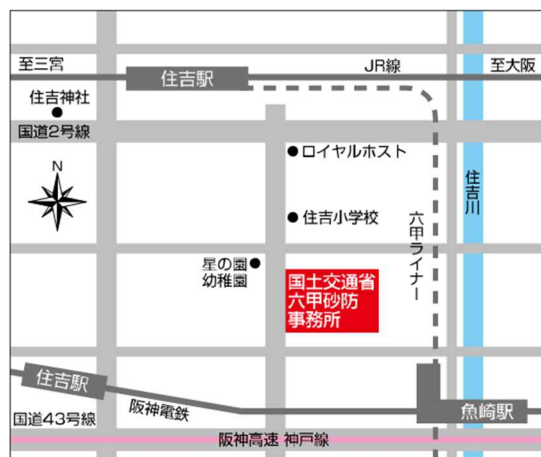 至三宮
住吉駅
JR線
至大阪
住吉神社
国道2号線
ロイヤルホスト
N
住吉川
住吉小学校
六甲ライナー
星の園
幼稚園
国土交通省
六甲砂防
事務所
住吉駅
阪神電鉄
魚崎駅
国道43号線
阪神高速 神戸線